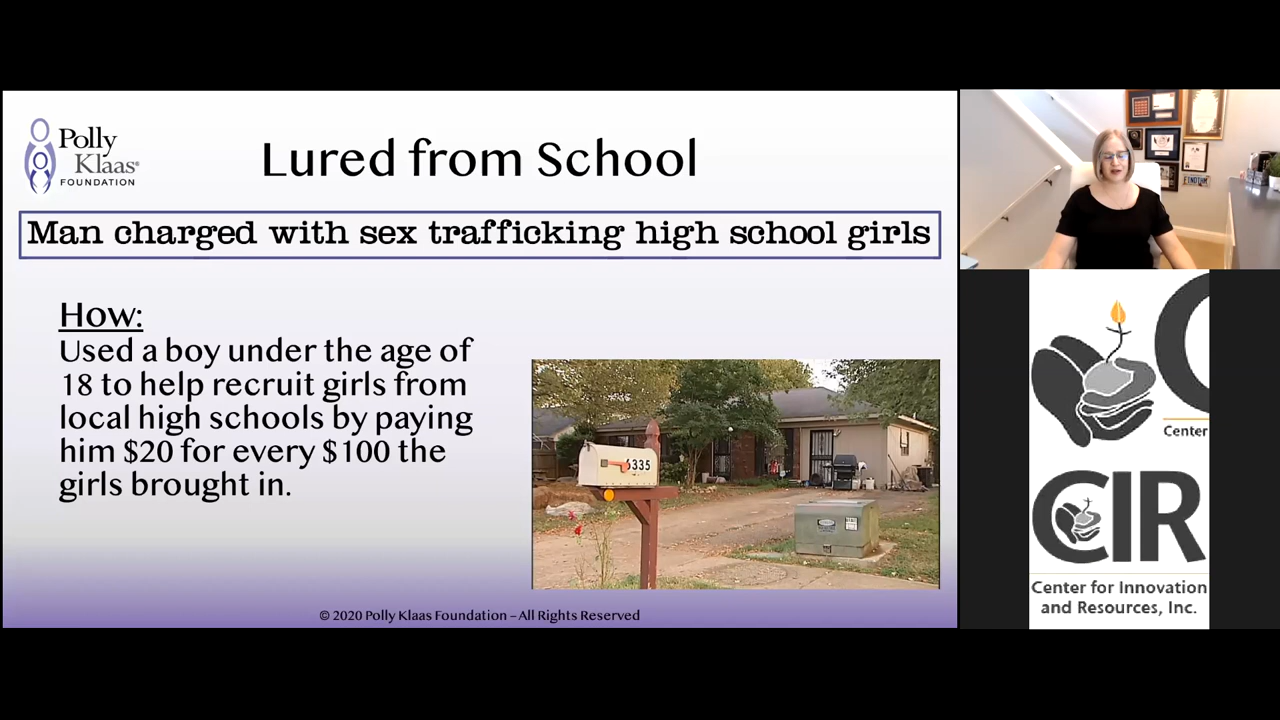 Polly
Klaas®
FOUNDATION
Lured from School
Man charged with sex trafficking high school girls
How:
Used a boy under the age of
18 to help recruit girls from
local high schools by paying
him $20 for every $100 the
girls brought in.
6335
© 2020 Polly Klaas Foundation – All Rights Reserved
Center
CIR
Center for Innovation
and Resources, Inc.